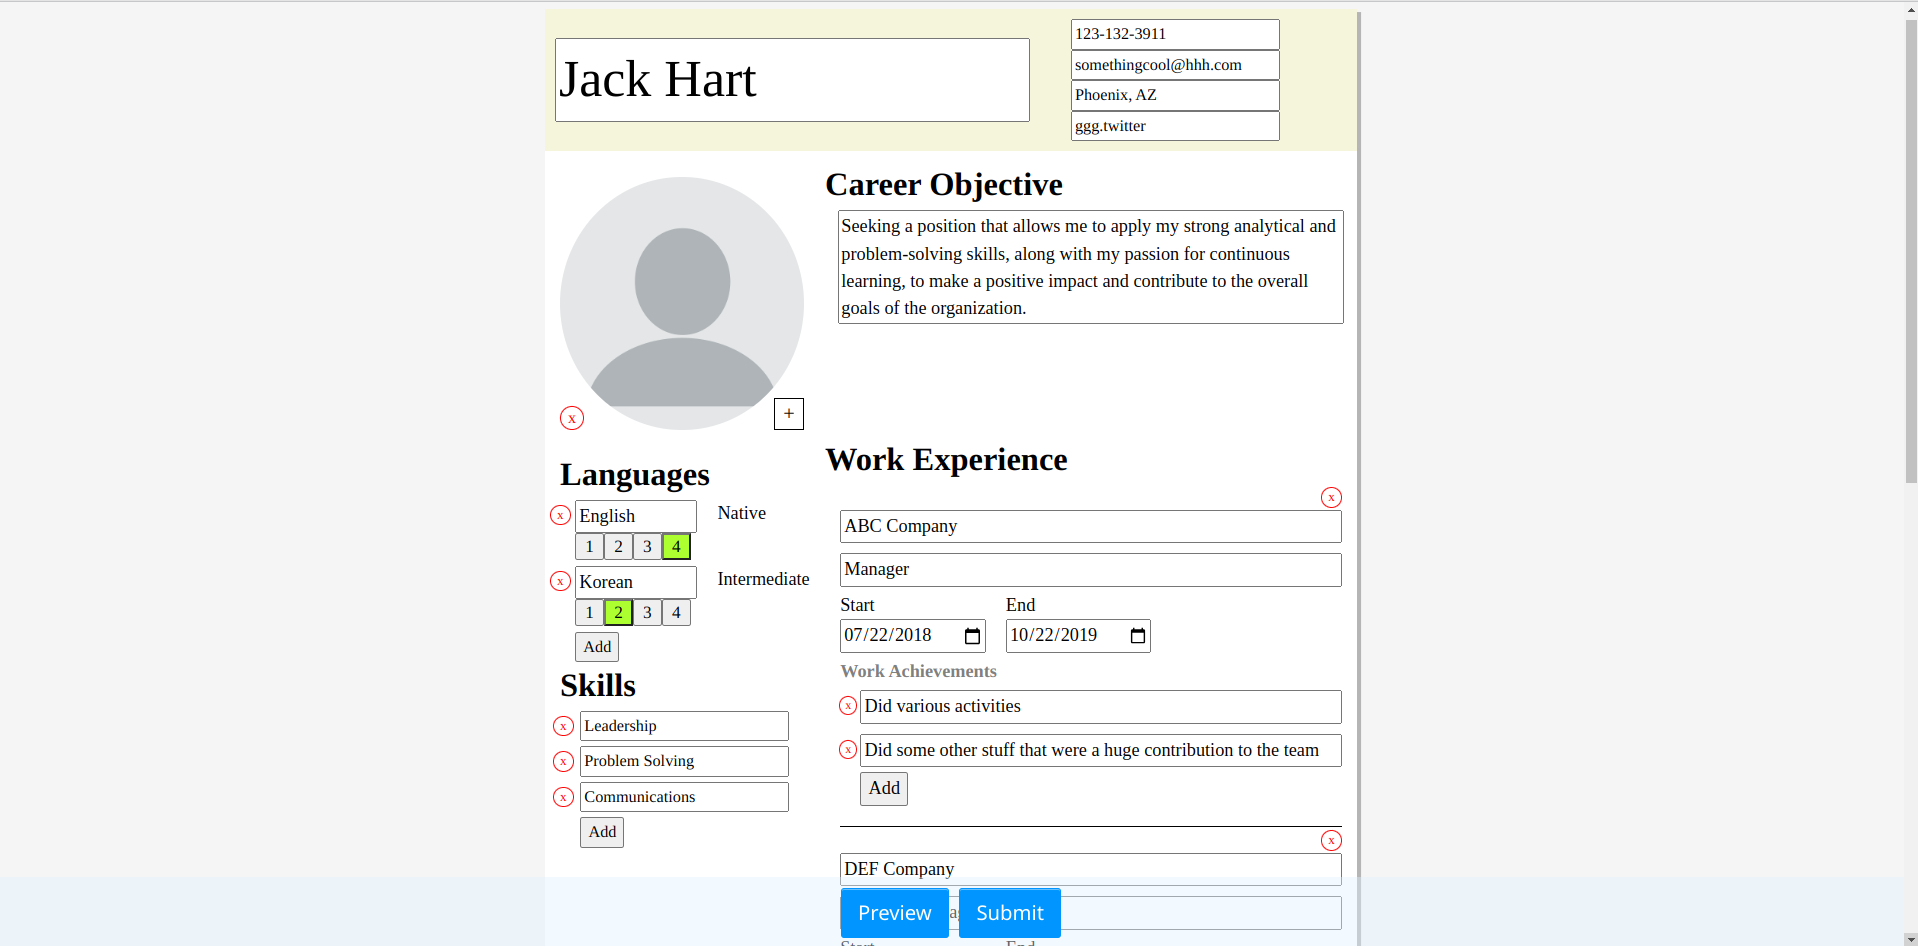 Jack Hart
123-132-3911
somethingcool@hhh.com
Phoenix, AZ
ggg.twitter
x
+
Languages
x English Native
1 2 3 4
x Korean Intermediate
1 2 3 4
Add
Skills
x Leadership
x Problem Solving
x Communications
Add
Career Objective
Seeking a position that allows me to apply my strong analytical and
problem-solving skills, along with my passion for continuous
learning, to make a positive impact and contribute to the overall
goals of the organization.
Work Experience
x
ABC Company
Manager
Start End
07/22/2018 10/22/2019
Work Achievements
x Did various activities
x Did some other stuff that were a huge contribution to the team
Add
x
DEF Company
Preview Submit
Start End